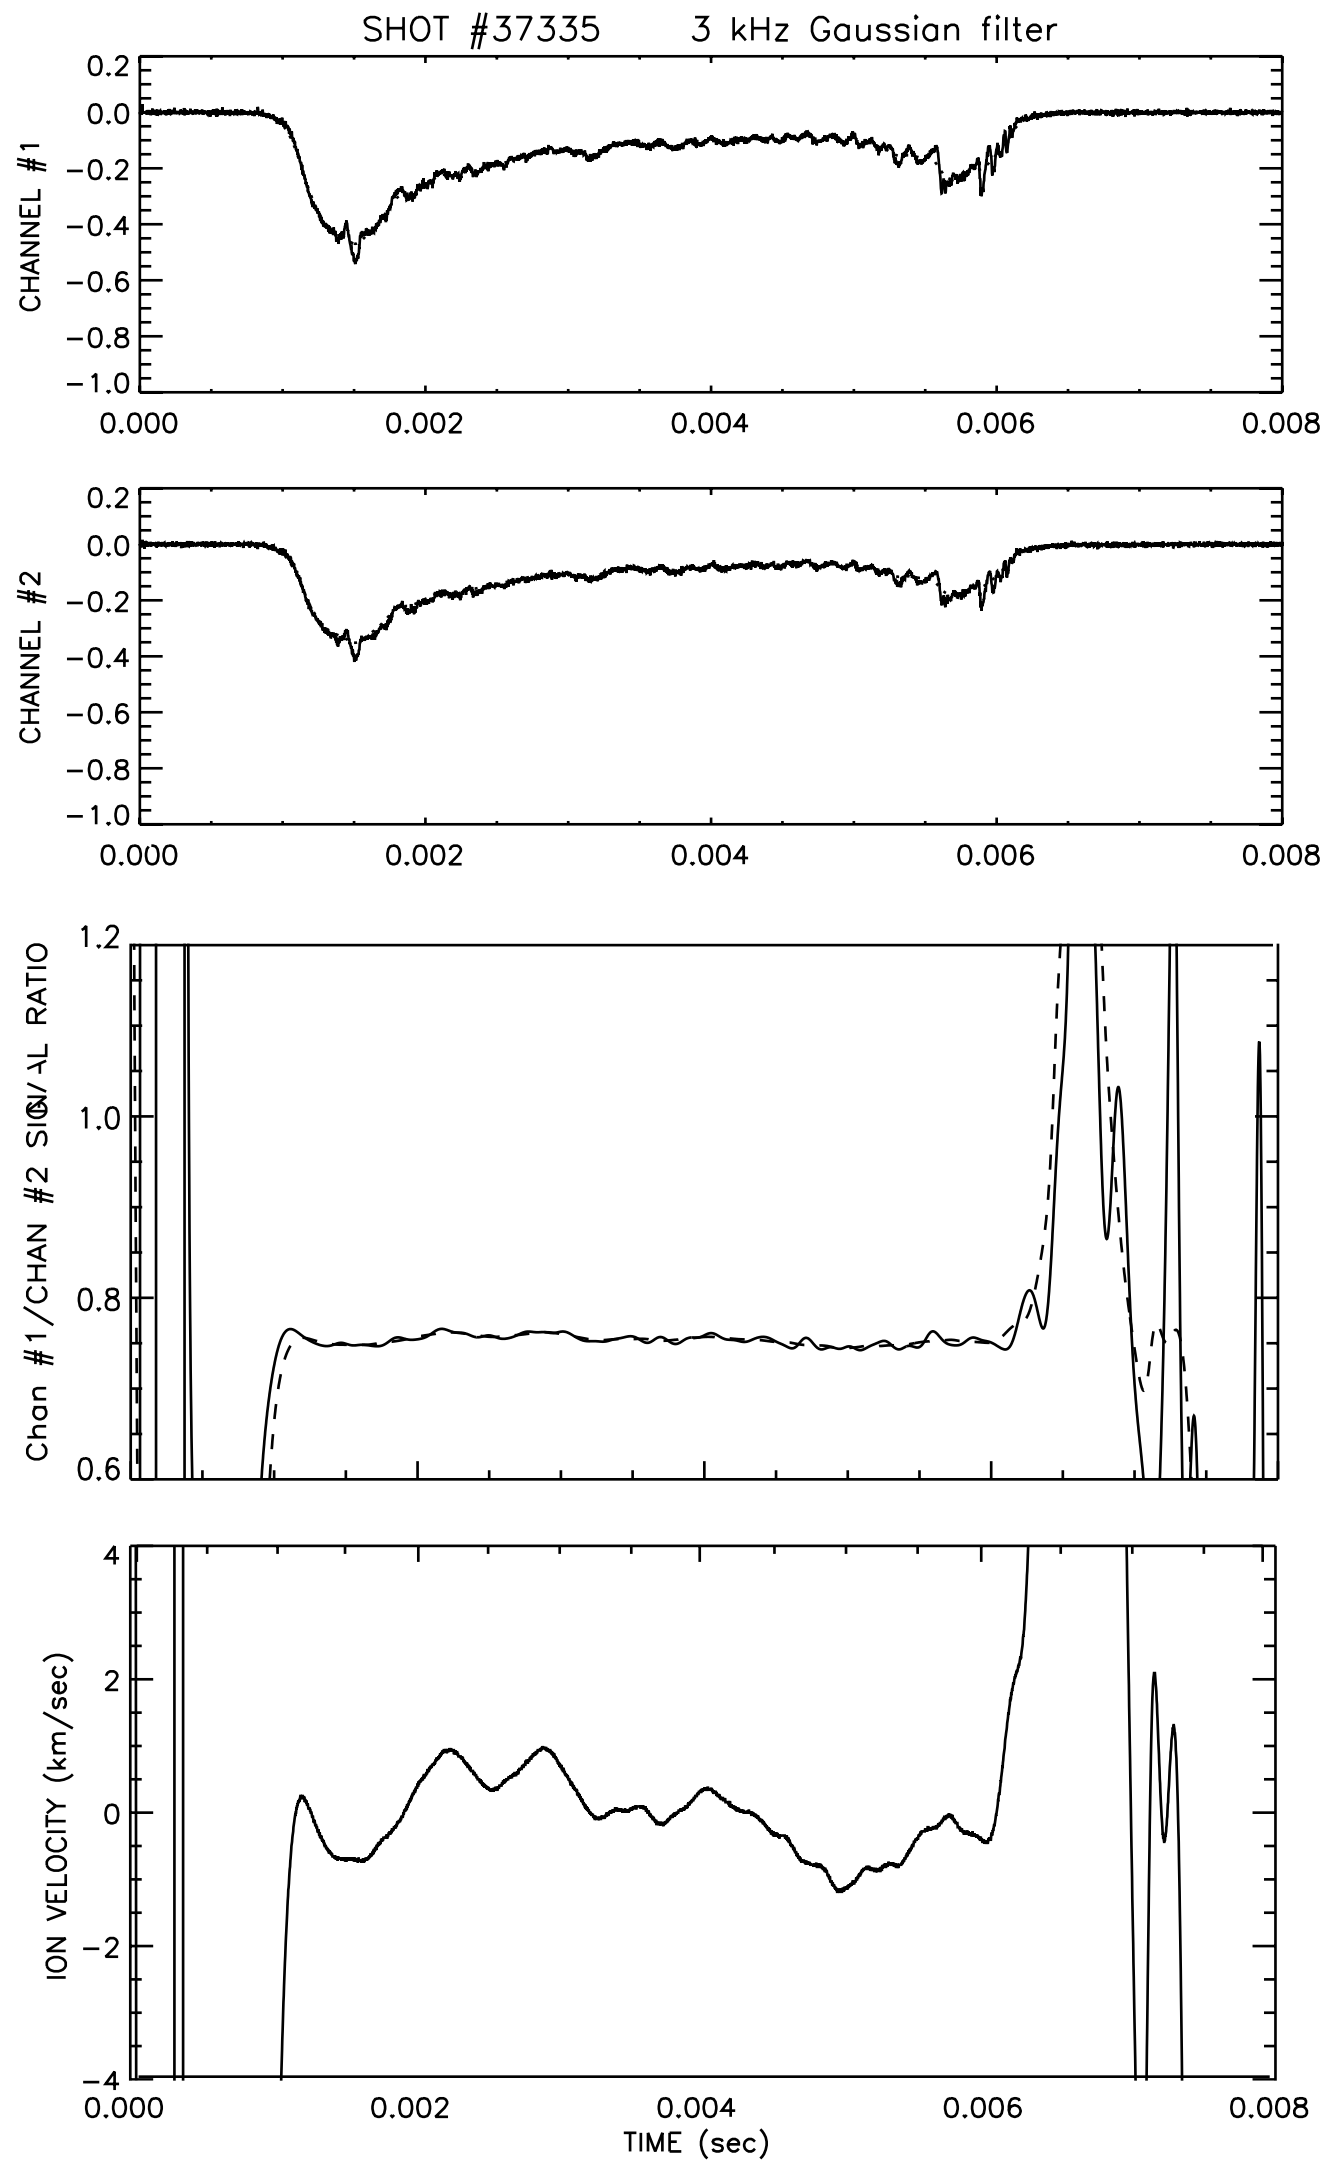 SHOT #37335 3 kHz Gaussian filter
CHANNEL #1
0.2
0.0
−0.2
−0.4
−0.6
−0.8
−1.0
0.000 0.002 0.004 0.006 0.008
CHANNEL #2
0.2
0.0
−0.2
−0.4
−0.6
−0.8
−1.0
0.000 0.002 0.004 0.006 0.008
Chan #1/CHAN #2 SIGNAL RATIO
1.2
1.0
0.8
0.6
ION VELOCITY (km/sec)
4
2
0
−2
−4
0.000 0.002 0.004 0.006 0.008
TIME (sec)